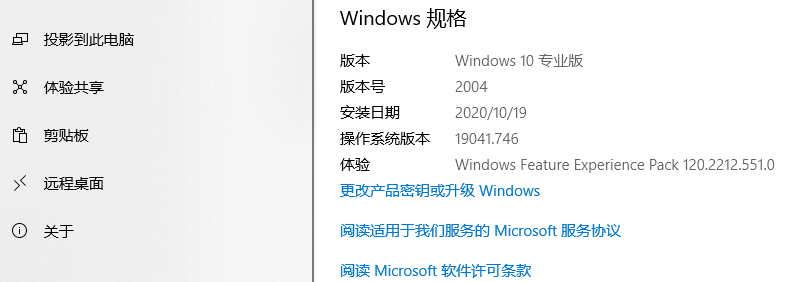 投影到此电脑
体验共享
剪贴板
远程桌面
关于
Windows 规格
版本 Windows 10 专业版
版本号 2004
安装日期 2020/10/19
操作系统版本 19041.746
体验 Windows Feature Experience Pack 120.2212.551.0
更改产品密钥或升级 Windows
阅读适用于我们服务的 Microsoft 服务协议
阅读 Microsoft 软件许可条款